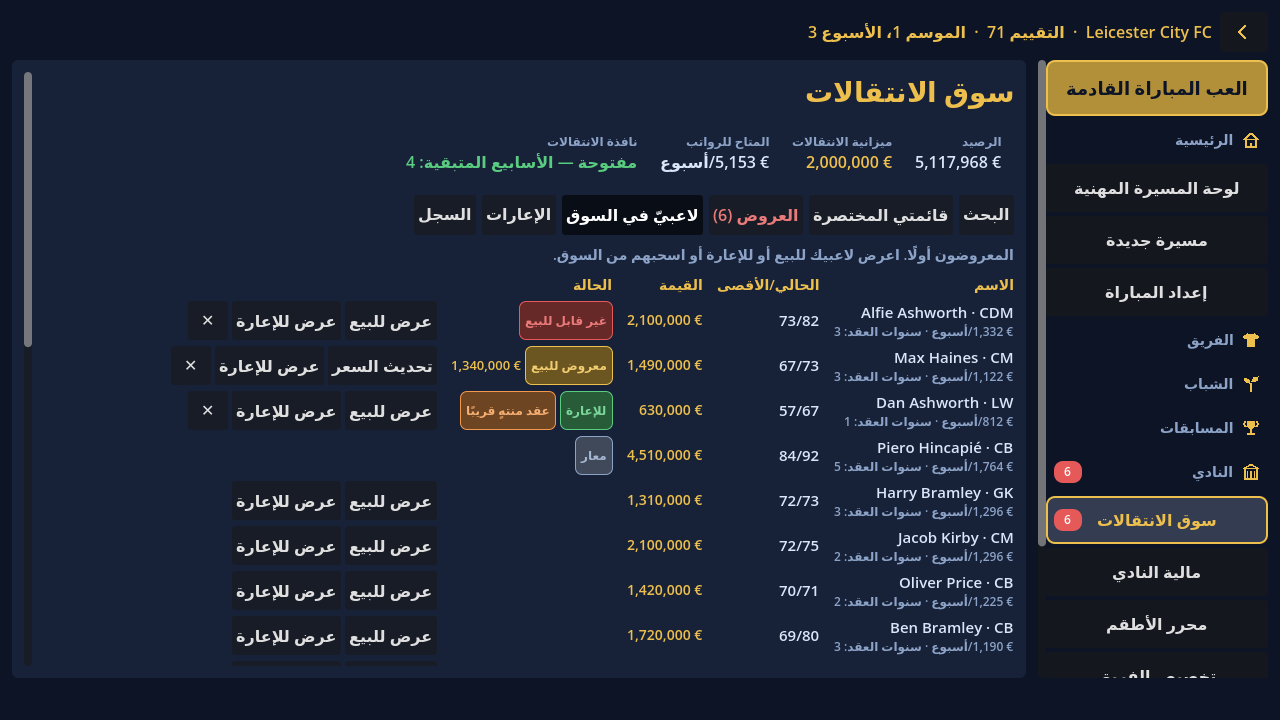 Leicester City FC · التقييم 71 · الموسم 1، الأسبوع 3
العب المباراة القادمة
الرئيسية
لوحة المسيرة المهنية
مسيرة جديدة
إعداد المباراة
الفريق
الشباب
المسابقات
النادي 6
سوق الانتقالات 6
مالية النادي
محرر الأطقم
تخصيص الفريق
سوق الانتقالات
الرصيد ميزانية الانتقالات المتاح للرواتب نافذة الانتقالات
5,117,968 € 2,000,000 € 5,153 €/أسبوع مفتوحة — الأسابيع المتبقية: 4
البحث قائمتي المختصرة العروض (6) لاعبيّ في السوق الإعارات السجل
المعروضون أولًا. اعرض لاعبيك للبيع أو للإعارة أو اسحبهم من السوق.
الاسم الحالي/الأقصى القيمة الحالة
Alfie Ashworth · CDM 73/82 2,100,000 € غير قابل للبيع عرض للبيع عرض للإعارة ✕
1,332 €/أسبوع · سنوات العقد: 3
Max Haines · CM 67/73 1,490,000 € معروض للبيع 1,340,000 € تحديث السعر عرض للإعارة ✕
1,122 €/أسبوع · سنوات العقد: 3
Dan Ashworth · LW 57/67 630,000 € للإعارة عقد منتهٍ قريبًا عرض للبيع عرض للإعارة ✕
812 €/أسبوع · سنوات العقد: 1
Piero Hincapié · CB 84/92 4,510,000 € معار
1,764 €/أسبوع · سنوات العقد: 5
Harry Bramley · GK 72/73 1,310,000 € عرض للبيع عرض للإعارة
1,296 €/أسبوع · سنوات العقد: 3
Jacob Kirby · CM 72/75 2,100,000 € عرض للبيع عرض للإعارة
1,296 €/أسبوع · سنوات العقد: 2
Oliver Price · CB 70/71 1,420,000 € عرض للبيع عرض للإعارة
1,225 €/أسبوع · سنوات العقد: 2
Ben Bramley · CB 69/80 1,720,000 € عرض للبيع عرض للإعارة
1,190 €/أسبوع · سنوات العقد: 3